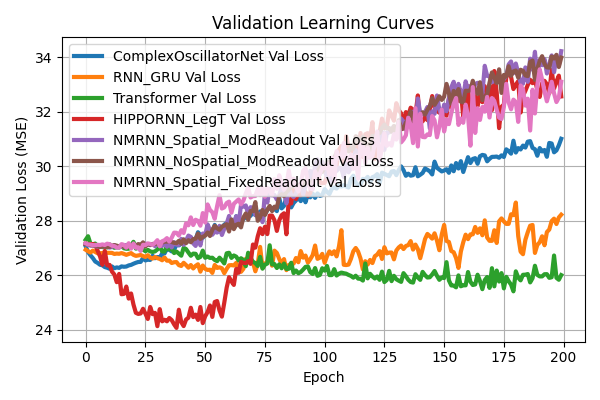 Validation Learning Curves
Validation Loss (MSE)
34
32
30
28
26
24
ComplexOscillatorNet Val Loss
RNN_GRU Val Loss
Transformer Val Loss
HIPPORNN_LegT Val Loss
NMRNN_Spatial_ModReadout Val Loss
NMRNN_NoSpatial_ModReadout Val Loss
NMRNN_Spatial_FixedReadout Val Loss
0 25 50 75 100 125 150 175 200
Epoch